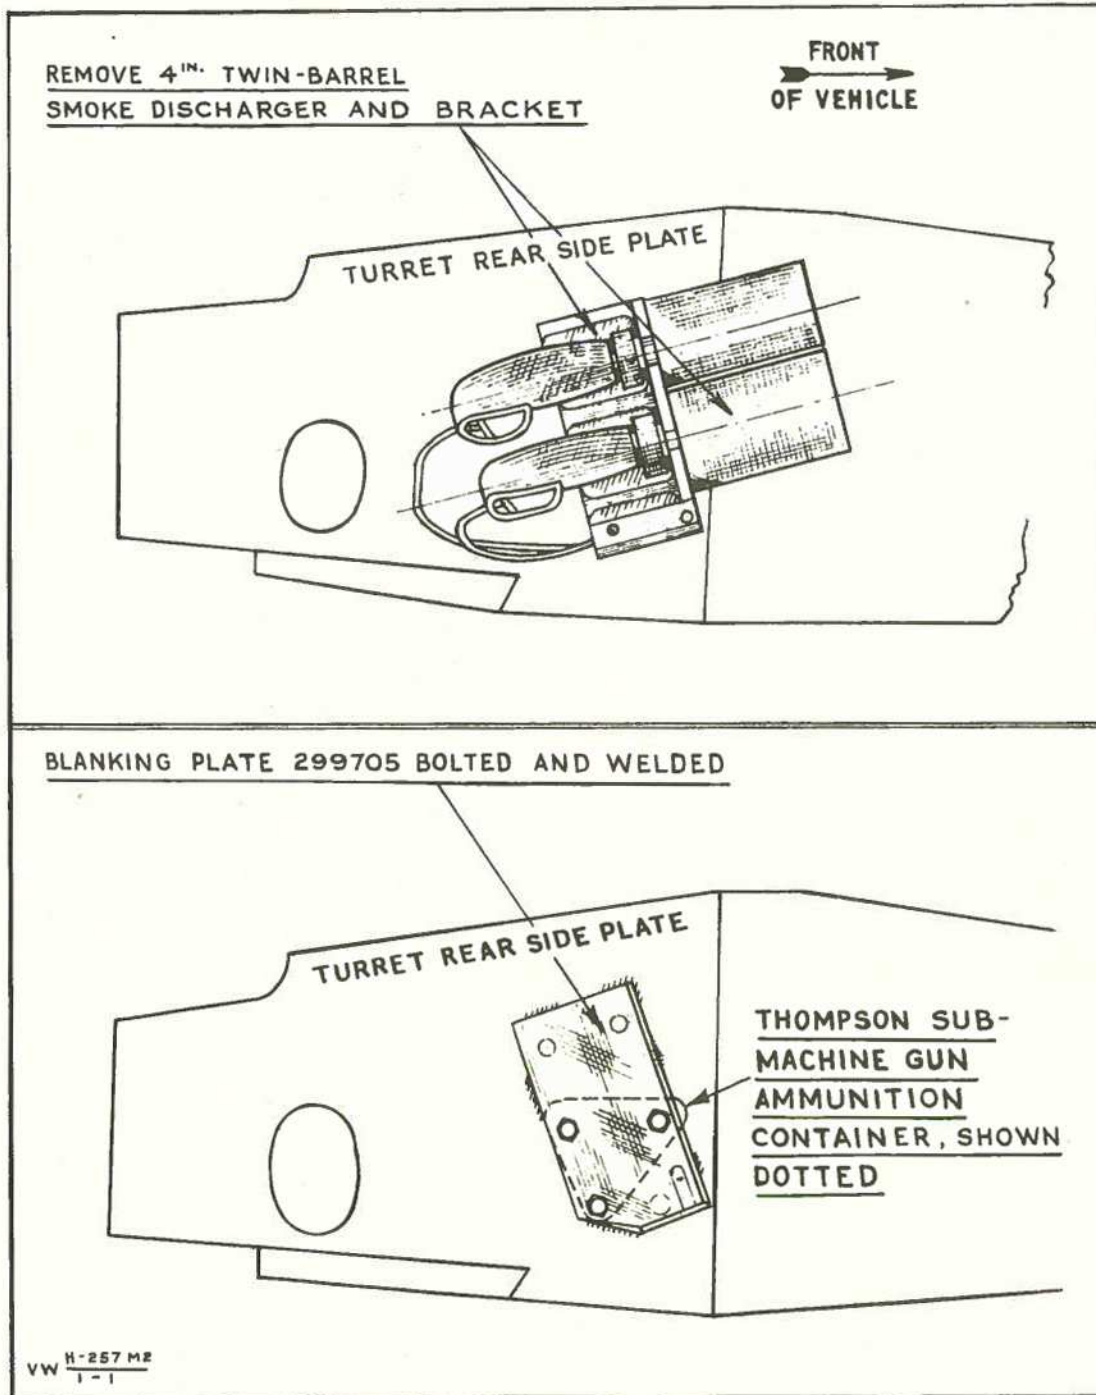 REMOVE 4IN. TWIN-BARREL
SMOKE DISCHARGER AND BRACKET
FRONT
OF VEHICLE
TURRET REAR SIDE PLATE
BLANKING PLATE 299705 BOLTED AND WELDED
TURRET REAR SIDE PLATE
THOMPSON SUB-
MACHINE GUN
AMMUNITION
CONTAINER, SHOWN
DOTTED
VW H-257 M2
1-1